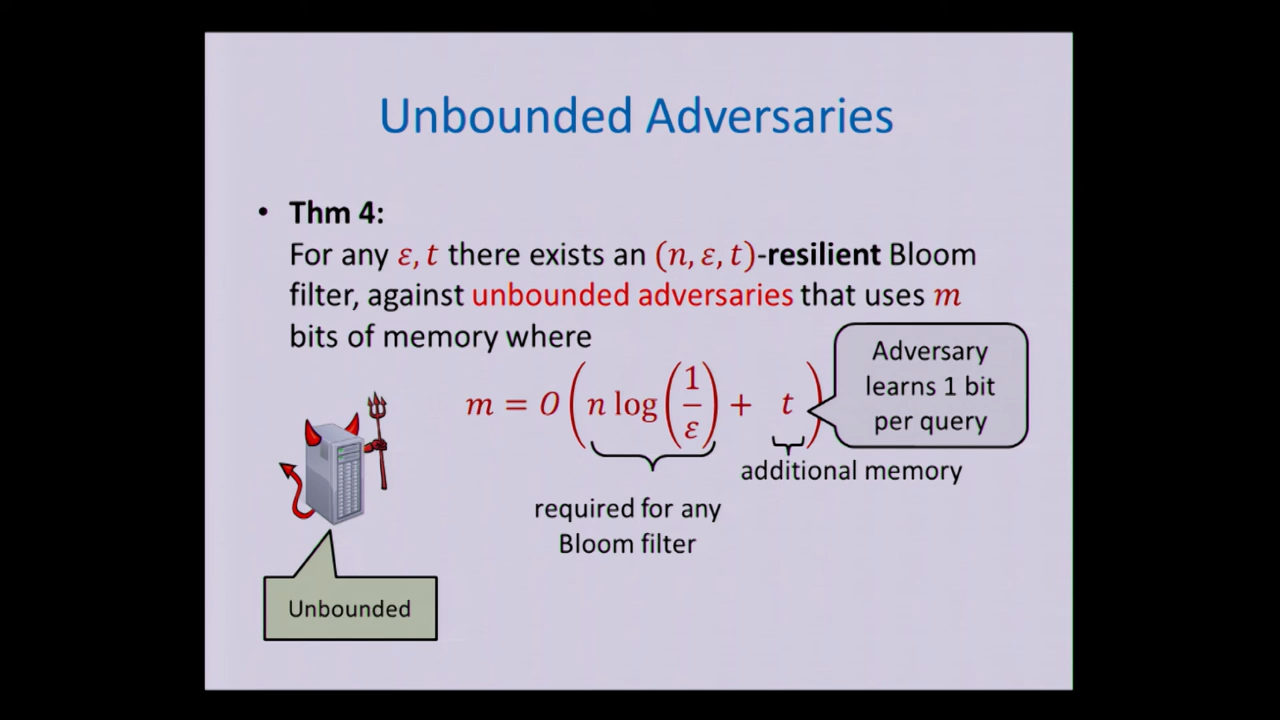 Unbounded Adversaries
• Thm 4:
For any ε, t there exists an (n, ε, t)-resilient Bloom
filter, against unbounded adversaries that uses m
bits of memory where
m = O(n log(1/ε) + t)
Adversary
learns 1 bit
per query
additional memory
required for any
Bloom filter
Unbounded